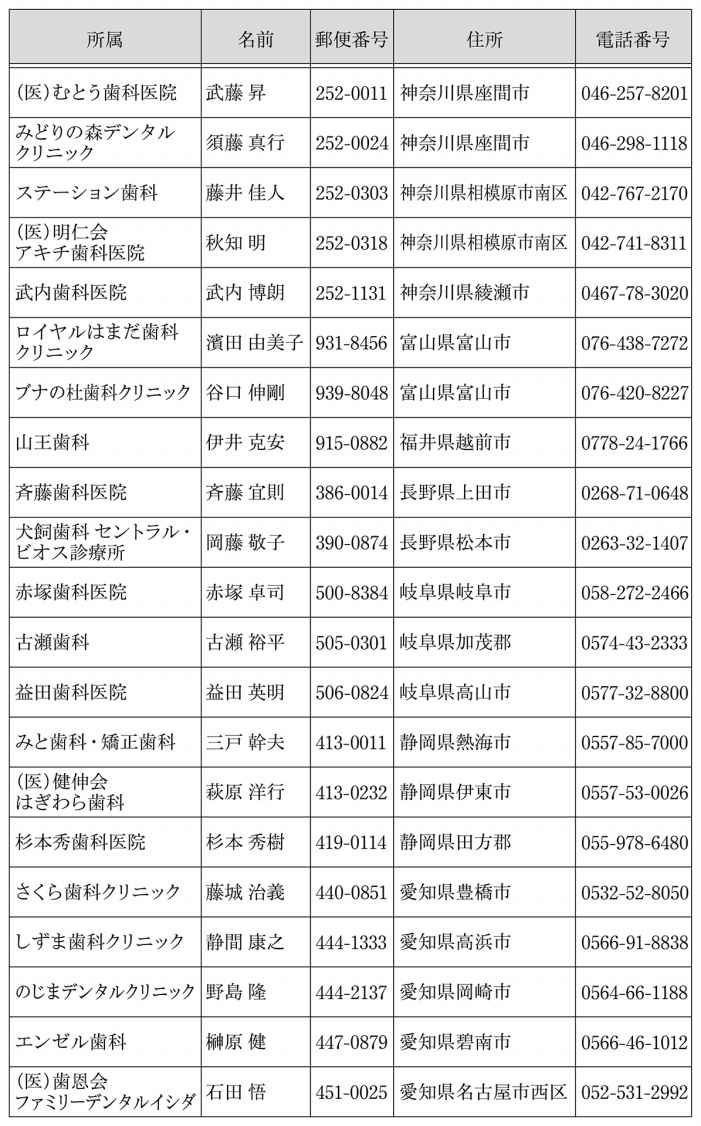 所属 名前 郵便番号 住所 電話番号
(医)むとう歯科医院 武藤 昇 252-0011 神奈川県座間市 046-257-8201
みどりの森デンタル
クリニック 須藤 真行 252-0024 神奈川県座間市 046-298-1118
ステーション歯科 藤井 佳人 252-0303 神奈川県相模原市南区 042-767-2170
(医)明仁会
アキチ歯科医院 秋知 明 252-0318 神奈川県相模原市南区 042-741-8311
武内歯科医院 武内 博朗 252-1131 神奈川県綾瀬市 0467-78-3020
ロイヤルはまだ歯科
クリニック 濱田 由美子 931-8456 富山県富山市 076-438-7272
ブナの杜歯科クリニック 谷口 伸剛 939-8048 富山県富山市 076-420-8227
山王歯科 伊井 克安 915-0882 福井県越前市 0778-24-1766
斉藤歯科医院 斉藤 宜則 386-0014 長野県上田市 0268-71-0648
犬飼歯科 セントラル・
ビオス診療所 岡藤 敬子 390-0874 長野県松本市 0263-32-1407
赤塚歯科医院 赤塚 卓司 500-8384 岐阜県岐阜市 058-272-2466
古瀬歯科 古瀬 裕平 505-0301 岐阜県加茂郡 0574-43-2333
益田歯科医院 益田 英明 506-0824 岐阜県高山市 0577-32-8800
みと歯科・矯正歯科 三戸 幹夫 413-0011 静岡県熱海市 0557-85-7000
(医)健伸会
はぎわら歯科 萩原 洋行 413-0232 静岡県伊東市 0557-53-0026
杉本秀歯科医院 杉本 秀樹 419-0114 静岡県田方郡 055-978-6480
さくら歯科クリニック 藤城 治義 440-0851 愛知県豊橋市 0532-52-8050
しずま歯科クリニック 静間 康之 444-1333 愛知県高浜市 0566-91-8838
のじまデンタルクリニック 野島 隆 444-2137 愛知県岡崎市 0564-66-1188
エンゼル歯科 榊原 健 447-0879 愛知県碧南市 0566-46-1012
(医)歯恩会
ファミリーデンタルイシダ 石田 悟 451-0025 愛知県名古屋市西区 052-531-2992